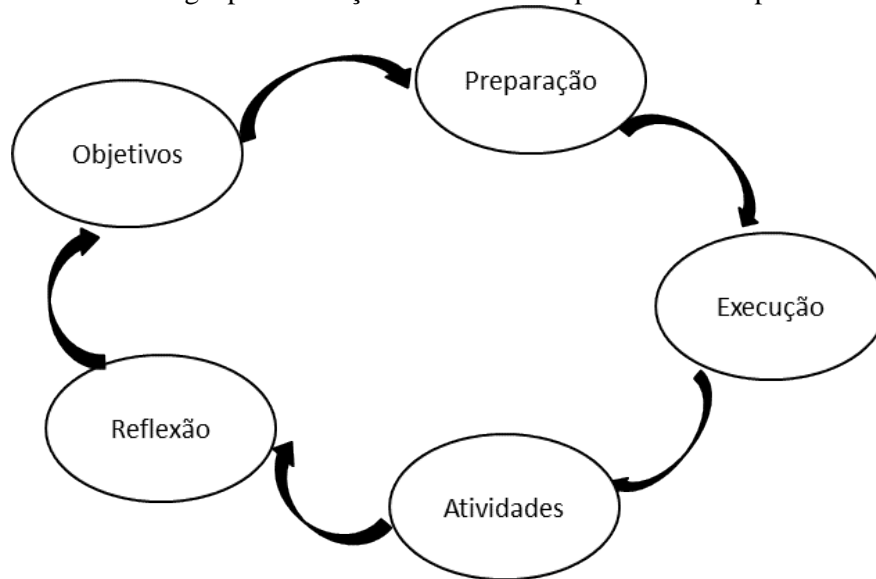 Preparação
Objetivos
Execução
Reflexão
Atividades